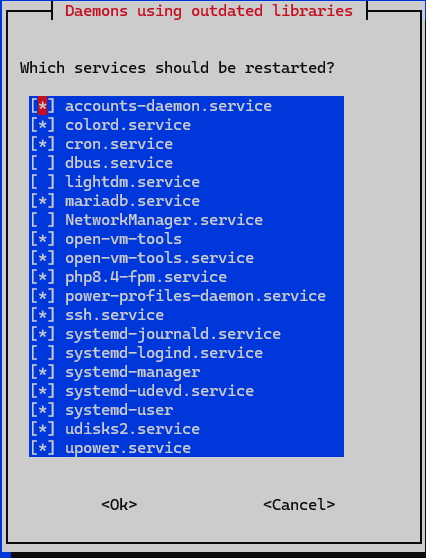 Daemons using outdated libraries
Which services should be restarted?
[*] accounts-daemon.service
[*] colord.service
[*] cron.service
[ ] dbus.service
[ ] lightdm.service
[*] mariadb.service
[ ] NetworkManager.service
[*] open-vm-tools
[*] open-vm-tools.service
[*] php8.4-fpm.service
[*] power-profiles-daemon.service
[*] ssh.service
[*] systemd-journald.service
[ ] systemd-logind.service
[*] systemd-manager
[*] systemd-udevd.service
[*] systemd-user
[*] udisks2.service
[*] upower.service
<Ok> <Cancel>